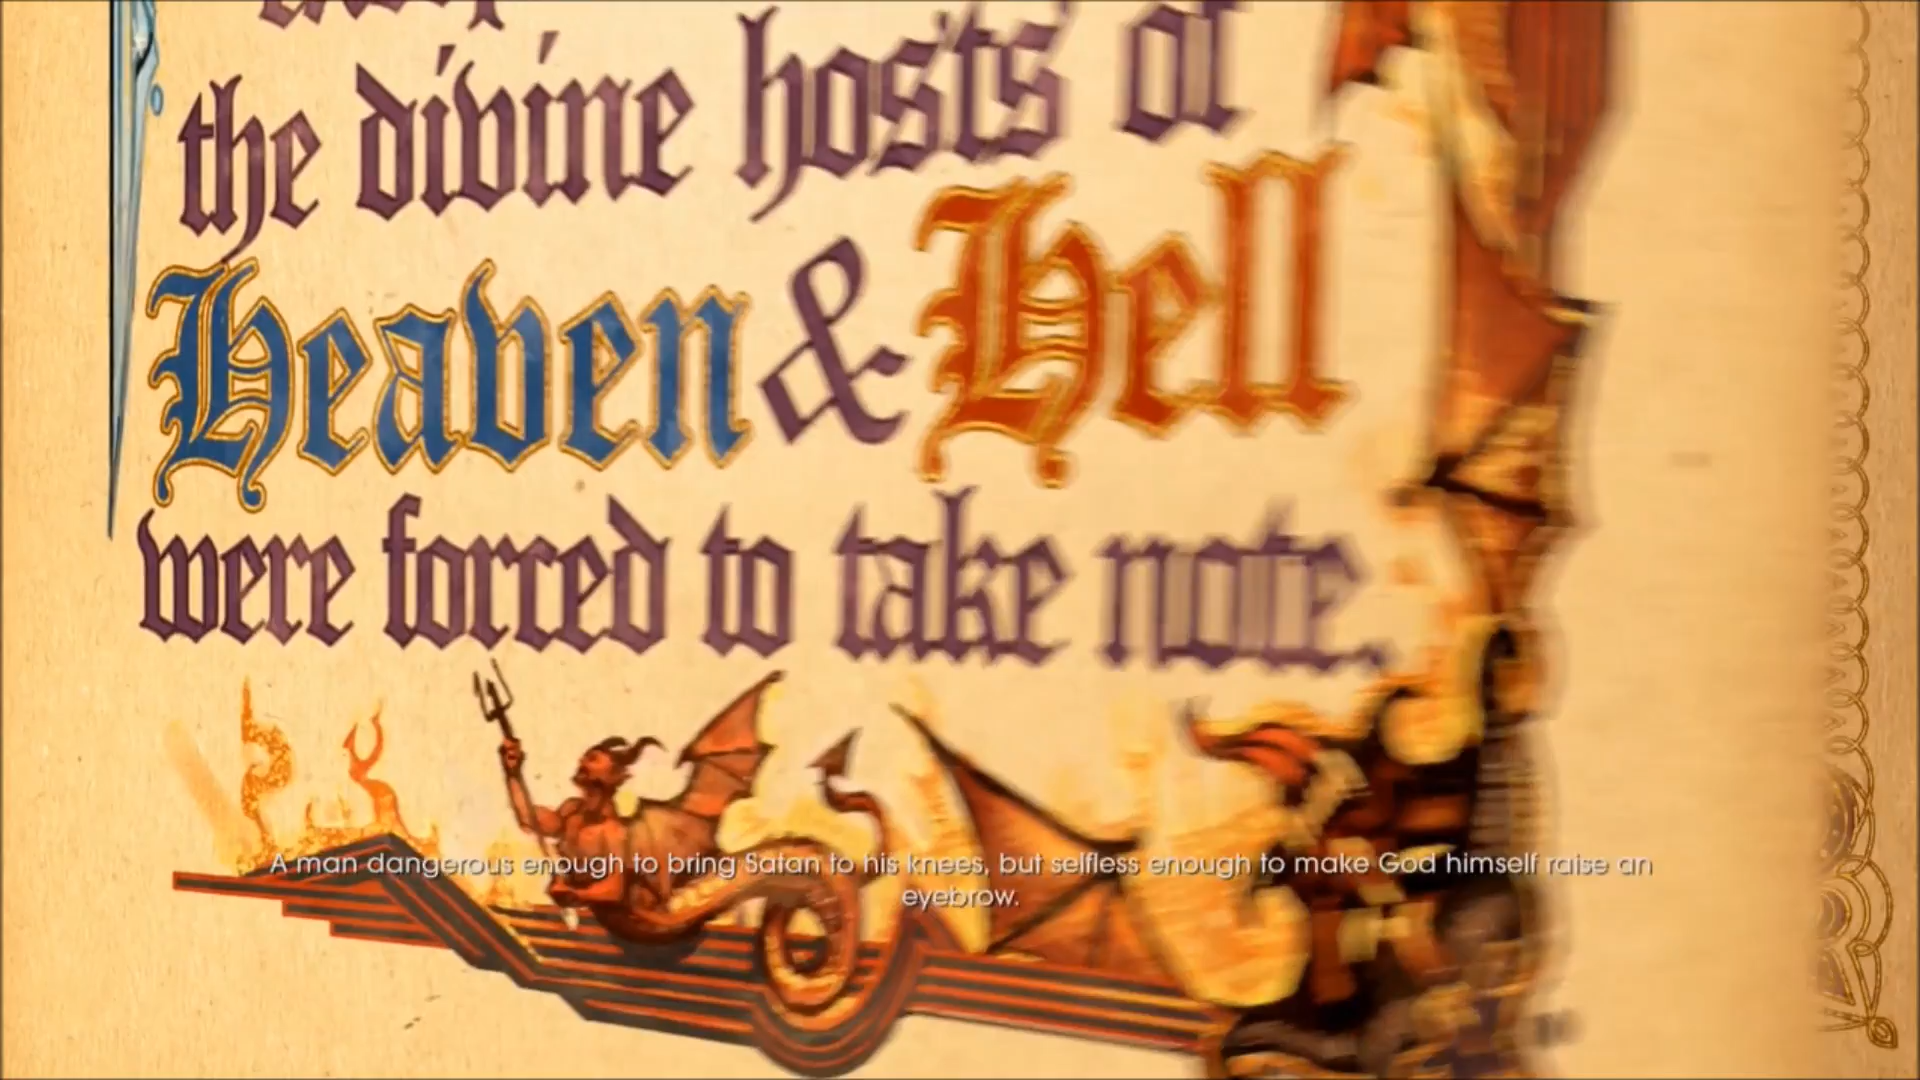 the divine hosts of
Heaven & Hell
were forced to take note.
A man dangerous enough to bring Satan to his knees, but selfless enough to make God himself raise an
eyebrow.